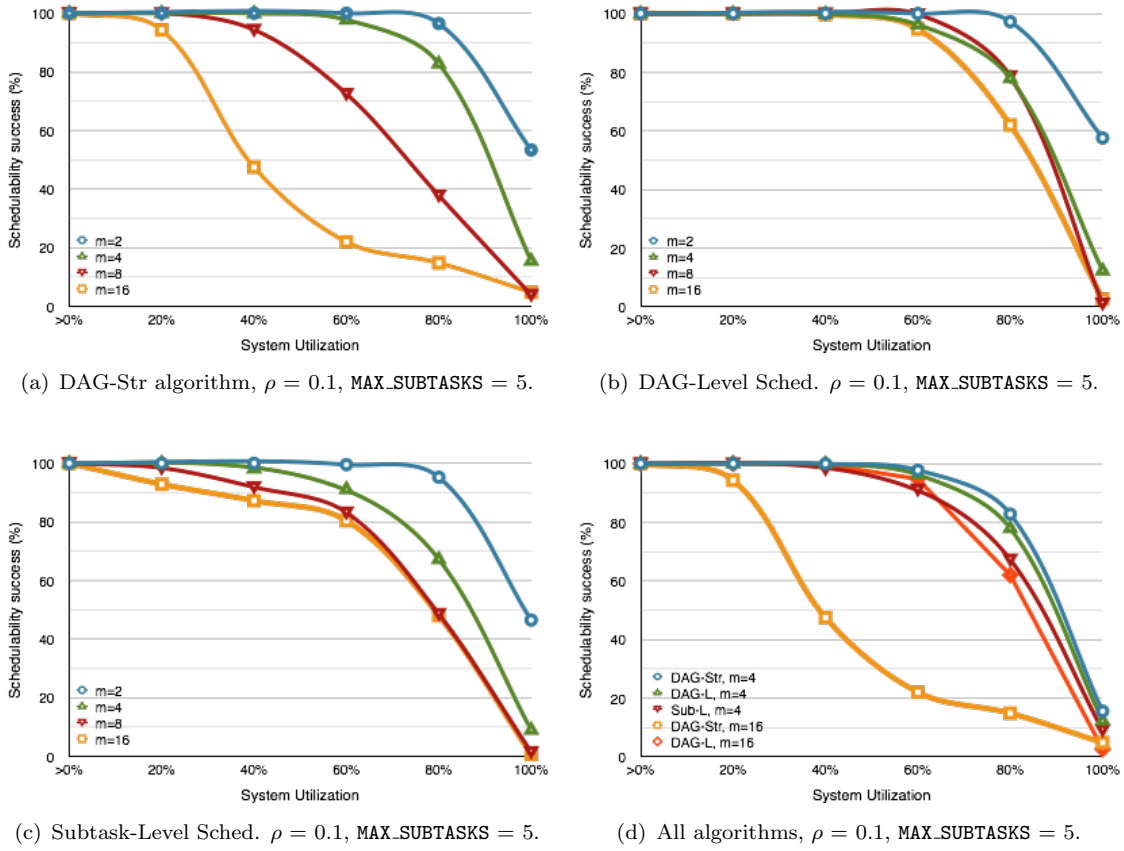 Schedulability success (%)
100
80
60
40
20
0
m=2
m=4
m=8
m=16
>0%
20%
40%
60%
80%
100%
System Utilization
(a) DAG-Str algorithm, ρ = 0.1, MAX_SUBTASKS = 5.
Schedulability success (%)
100
80
60
40
20
0
m=2
m=4
m=8
m=16
>0%
20%
40%
60%
80%
100%
System Utilization
(b) DAG-Level Sched. ρ = 0.1, MAX_SUBTASKS = 5.
Schedulability success (%)
100
80
60
40
20
0
m=2
m=4
m=8
m=16
>0%
20%
40%
60%
80%
100%
System Utilization
(c) Subtask-Level Sched. ρ = 0.1, MAX_SUBTASKS = 5.
Schedulability success (%)
100
80
60
40
20
0
DAG-Str, m=4
DAG-L, m=4
Sub-L, m=4
DAG-Str, m=16
DAG-L, m=16
>0%
20%
40%
60%
80%
100%
System Utilization
(d) All algorithms, ρ = 0.1, MAX_SUBTASKS = 5.